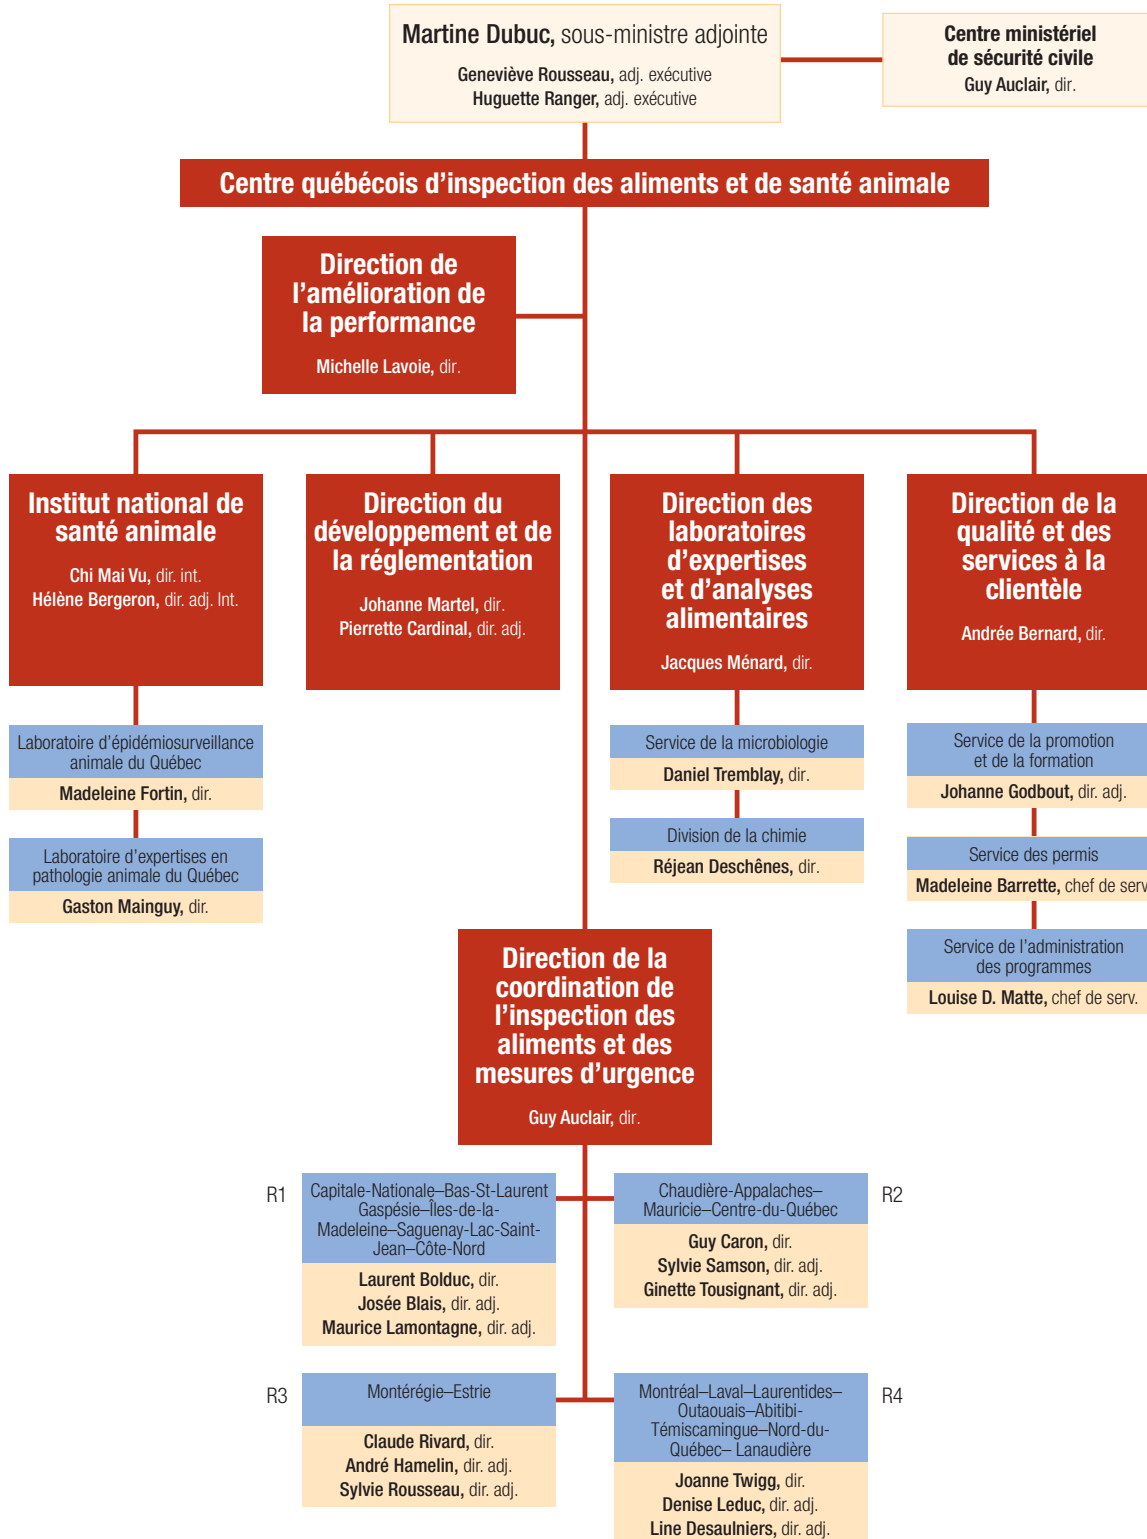 Martine Dubuc, sous-ministre adjointe
Geneviève Rousseau, adj. exécutive
Huguette Ranger, adj. exécutive
Centre ministériel
de sécurité civile
Guy Auclair, dir.
Centre québécois d'inspection des aliments et de santé animale
Direction de
l'amélioration de
la performance
Michelle Lavoie, dir.
Institut national de
santé animale
Chi Mai Vu, dir. int.
Hélène Bergeron, dir. adj. Int.
Direction du
développement et de
la réglementation
Johanne Martel, dir.
Pierrette Cardinal, dir. adj.
Direction des
laboratoires
d'expertises
et d'analyses
alimentaires
Jacques Ménard, dir.
Direction de la
qualité et des
services à la
clientèle
Andrée Bernard, dir.
Laboratoire d'épidémiosurveillance
animale du Québec
Madeleine Fortin, dir.
Laboratoire d'expertises en
pathologie animale du Québec
Gaston Mainguy, dir.
Service de la microbiologie
Daniel Tremblay, dir.
Division de la chimie
Réjean Deschênes, dir.
Service de la promotion
et de la formation
Johanne Godbout, dir. adj.
Service des permis
Madeleine Barrette, chef de serv
Service de l'administration
des programmes
Louise D. Matte, chef de serv.
Direction de la
coordination de
l'inspection des
aliments et des
mesures d'urgence
Guy Auclair, dir.
R1
Capitale-Nationale–Bas-St-Laurent
Gaspésie–Îles-de-la-
Madeleine–Saguenay-Lac-Saint-
Jean–Côte-Nord
Laurent Bolduc, dir.
Josée Blais, dir. adj.
Maurice Lamontagne, dir. adj.
Chaudière-Appalaches–
Mauricie–Centre-du-Québec
R2
Guy Caron, dir.
Sylvie Samson, dir. adj.
Ginette Tousignant, dir. adj.
R3
Montérégie–Estrie
Claude Rivard, dir.
André Hamelin, dir. adj.
Sylvie Rousseau, dir. adj.
Montréal–Laval–Laurentides–
Outaouais–Abitibi-
Témiscamingue–Nord-du-
Québec– Lanaudière
R4
Joanne Twigg, dir.
Denise Leduc, dir. adj.
Line Desaulniers, dir. adj.